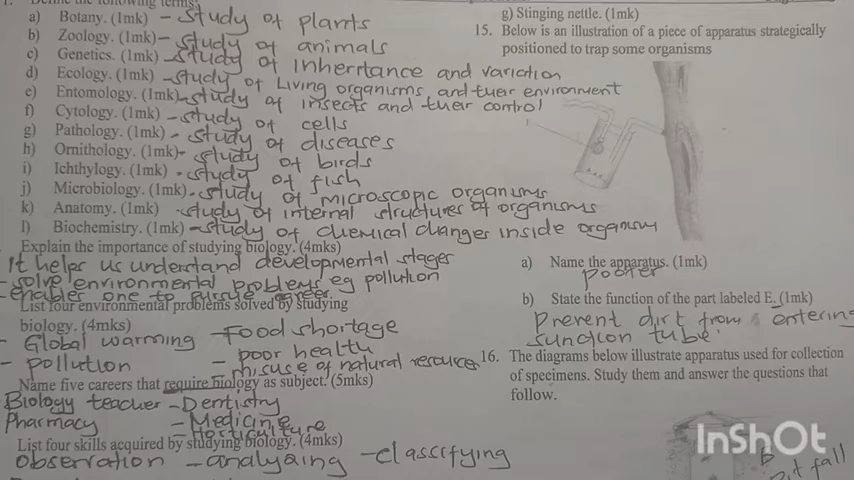 1. Define the following terms:
a) Botany. (1mk) - study of plants
b) Zoology. (1mk) - study of animals
c) Genetics. (1mk) - study of inheritance and variation
d) Ecology. (1mk) - study of Living organisms and their environment
e) Entomology. (1mk) - study of insects and their control
f) Cytology. (1mk) - study of cells
g) Pathology. (1mk) - study of diseases
h) Ornithology. (1mk) - study of birds
i) Ichthylogy. (1mk) - study of fish
j) Microbiology. (1mk) - study of microscopic organisms
k) Anatomy. (1mk) - study of internal structures of organisms
l) Biochemistry. (1mk) - study of chemical changes inside organism
Explain the importance of studying biology. (4mks)
It helps us understand developmental stages
- solve environmental problems eg pollution
- enables one to pursue career.
List four environmental problems solved by studying
biology. (4mks)
- Global warming - Food shortage
- pollution - poor health
- misuse of natural resources
Name five careers that require biology as subject. (5mks)
Biology teacher - Dentistry
Pharmacy - Medicine
- Horticulture
List four skills acquired by studying biology. (4mks)
Observation - analyzing - classifying
g) Stinging nettle. (1mk)
15. Below is an illustration of a piece of apparatus strategically
positioned to trap some organisms
a) Name the apparatus. (1mk)
pooter
b) State the function of the part labeled E. (1mk)
Prevent dirt from entering
sunction tube.
16. The diagrams below illustrate apparatus used for collection
of specimens. Study them and answer the questions that
follow.
B
Pit fall
InShOt